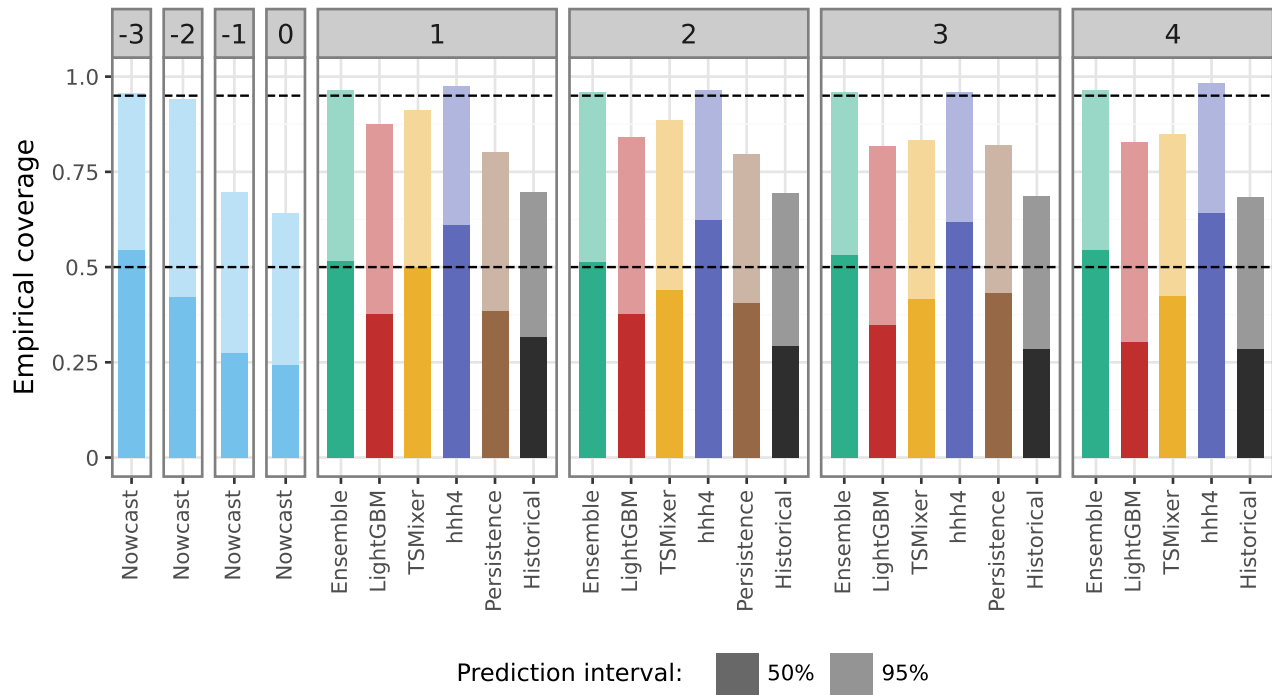 -3 -2 -1 0 1 2 3 4
Empirical coverage
1.0
0.75
0.5
0.25
0
Nowcast Nowcast Nowcast Nowcast Ensemble LightGBM TSMixer hhh4 Persistence Historical Ensemble LightGBM TSMixer hhh4 Persistence Historical Ensemble LightGBM TSMixer hhh4 Persistence Historical Ensemble LightGBM TSMixer hhh4 Historical
Prediction interval: 50% 95%